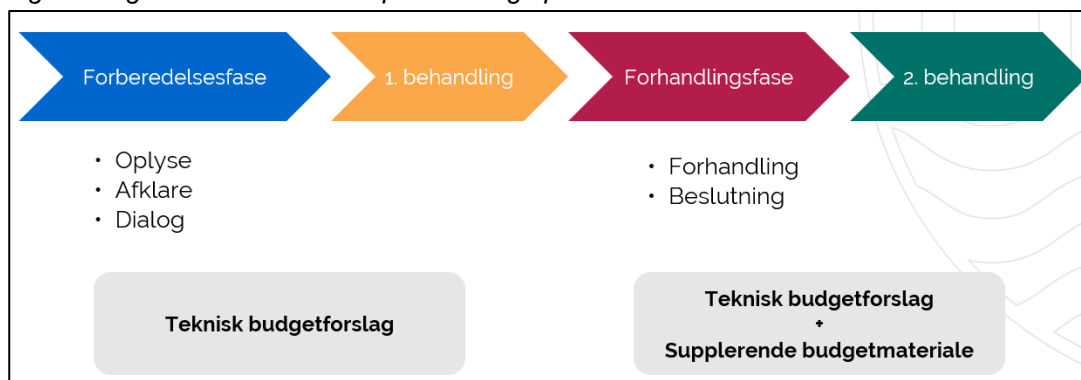 Forberedelsesfase
1. behandling
Forhandlingsfase
2. behandling
• Oplyse
• Afklare
• Dialog
• Forhandling
• Beslutning
Teknisk budgetforslag
Teknisk budgetforslag
+
Supplerende budgetmateriale